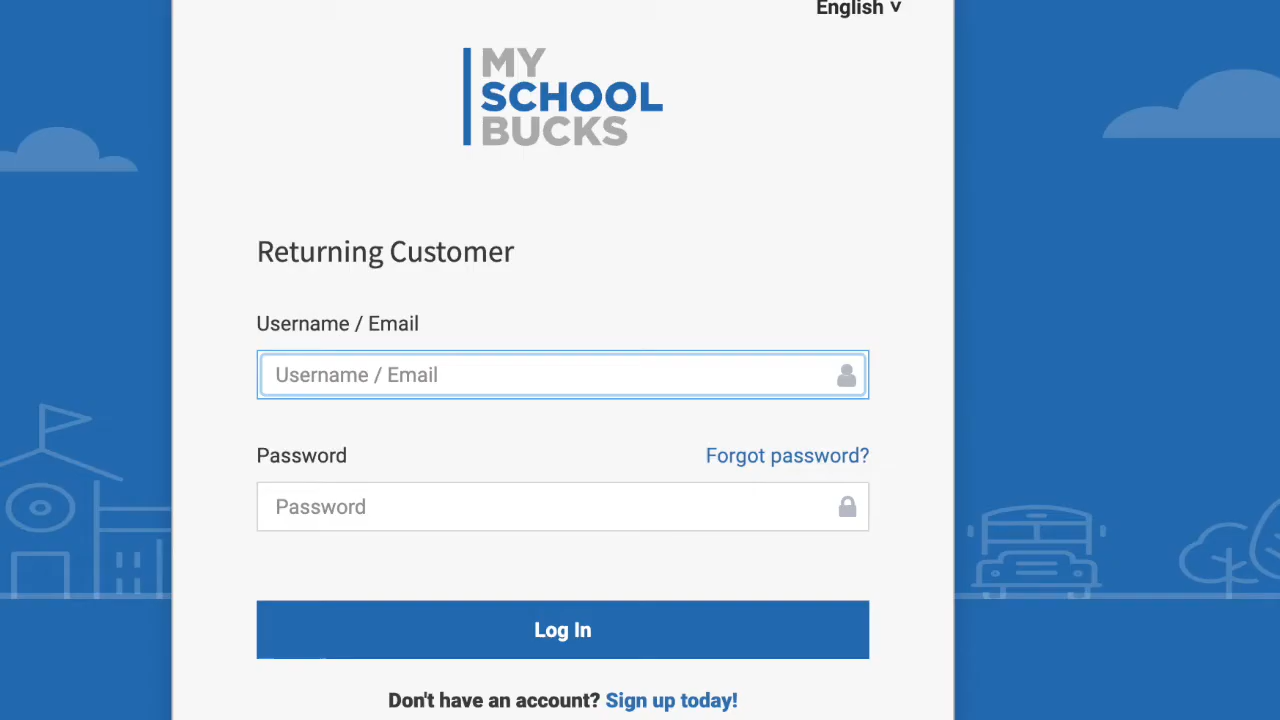 English v
MY
SCHOOL
BUCKS
Returning Customer
Username / Email
Username / Email
Password Forgot password?
Password
Log In
Don't have an account? Sign up today!